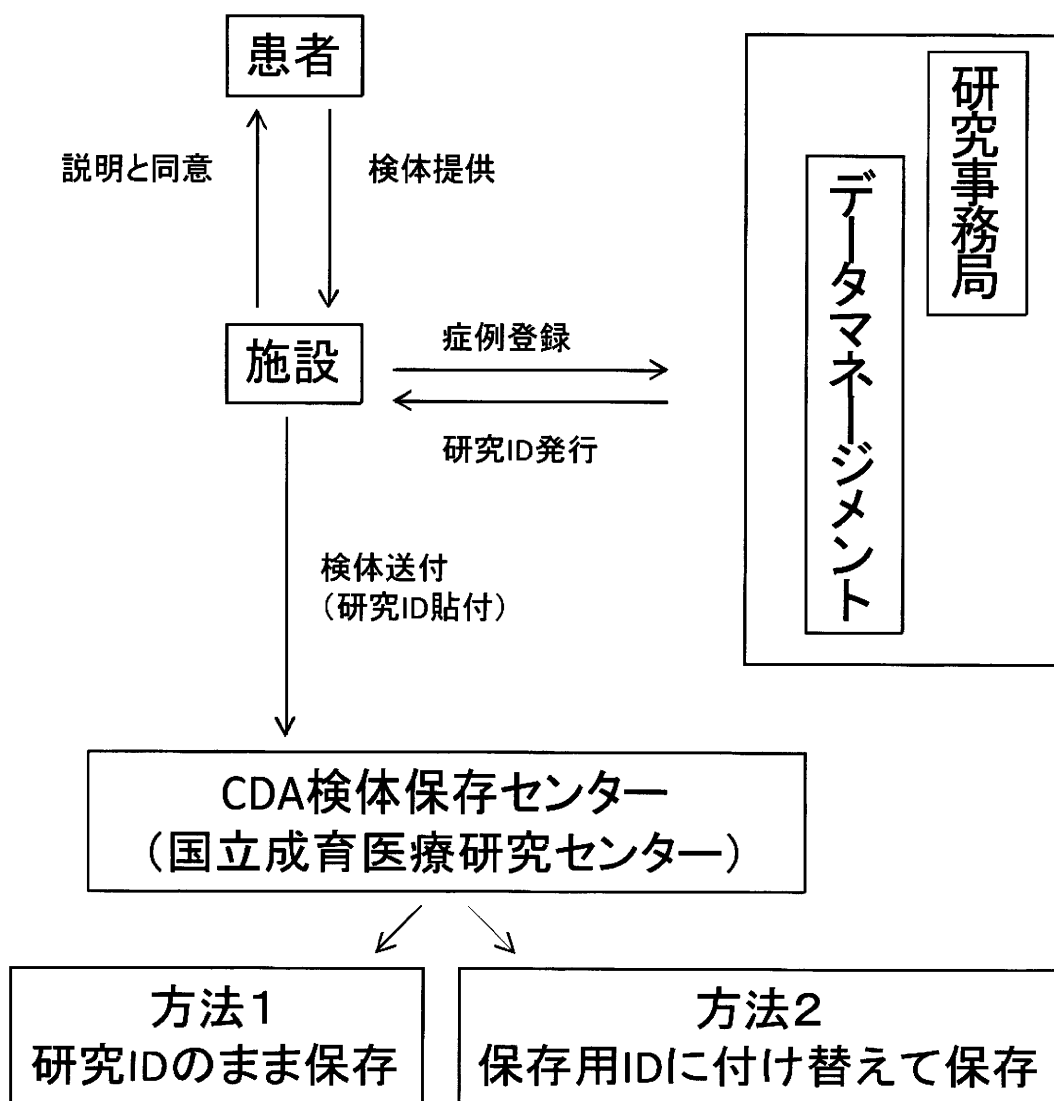 患者
説明と同意
検体提供
施設
症例登録
研究ID発行
研究事務局
データマネージメント
検体送付
（研究ID貼付）
CDA検体保存センター
（国立成育医療研究センター）
方法１
研究IDのまま保存
方法２
保存用IDに付け替えて保存